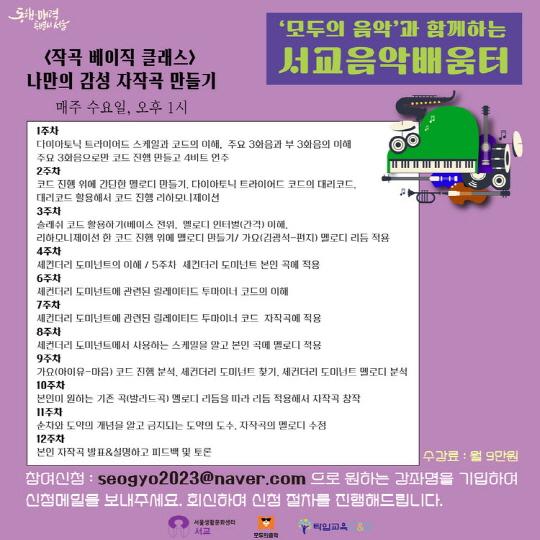 동행·매력
특별시 서울
'모두의 음악'과 함께하는
서교음악배움터
<작곡 베이직 클래스>
나만의 감성 자작곡 만들기
매주 수요일, 오후 1시
1주차
다이아토닉 트라이어드 스케일과 코드의 이해, 주요 3화음과 부 3화음의 이해
주요 3화음으로만 코드 진행 만들고 4비트 연주
2주차
코드 진행 위에 간단한 멜로디 만들기, 다이아토닉 트라이어드 코드의 대리코드,
대리코드 활용해서 코드 진행 리하모니제이션
3주차
슬래쉬 코드 활용하기(베이스 전위, 멜로디 인터벌(간격) 이해,
리하모니제이션 한 코드 진행 위에 멜로디 만들기/ 가요(김광석-편지) 멜로디 리듬 적용
4주차
세컨더리 도미넌트의 이해 / 5주차 세컨더리 도미넌트 본인 곡에 적용
6주차
세컨더리 도미넌트에 관련된 릴레이티드 투마이너 코드의 이해
7주차
세컨더리 도미넌트에 관련된 릴레이티드 투마이너 코드 자작곡에 적용
8주차
세컨더리 도미넌트에서 사용하는 스케일을 알고 본인 곡에 멜로디 적용
9주차
가요(아이유-마음) 코드 진행 분석, 세컨더리 도미넌트 찾기, 세컨더리 도미넌트 멜로디 분석
10주차
본인이 원하는 기존 곡(발라드곡) 멜로디 리듬을 따라 리듬 적용해서 자작곡 창작
11주차
순차와 도약의 개념을 알고 금지되는 도약의 도수, 자작곡의 멜로디 수정
12주차
본인 자작곡 발표&설명하고 피드백 및 토론
수강료 : 월 9만원
참여신청 : seogyo2023@naver.com 으로 원하는 강좌명을 기입하여
신청메일을 보내주세요. 회신하여 신청 절차를 진행해드립니다.
서울생활문화센터
서교
모두의음악
타임교육 C&P